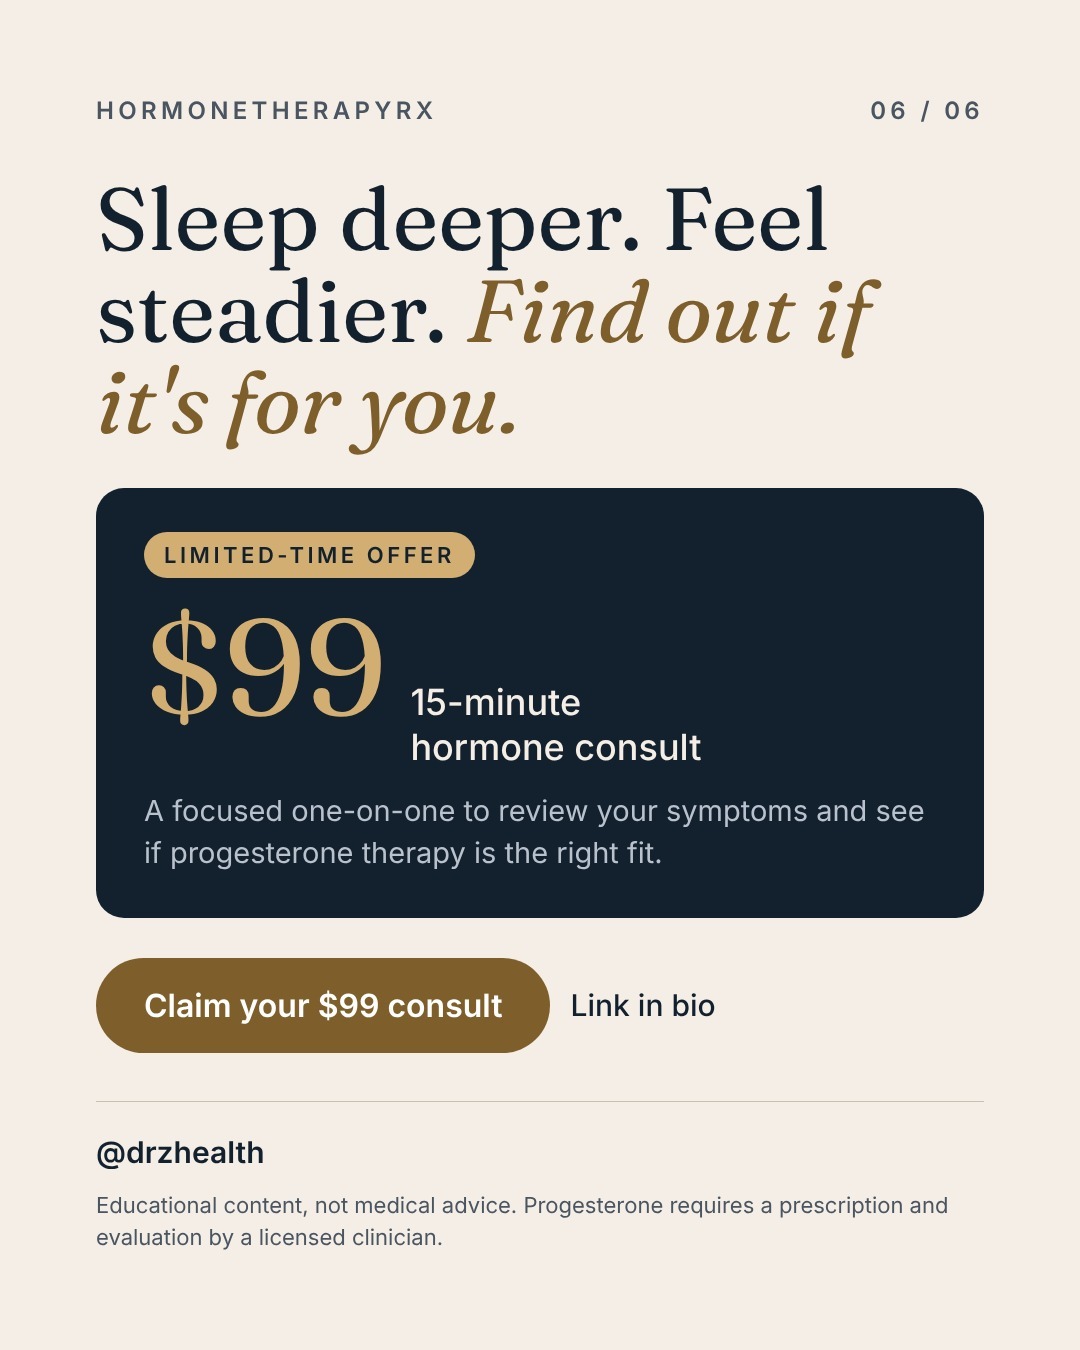 HORMONETHERAPYRX
06 / 06
Sleep deeper. Feel
steadier. Find out if
it's for you.
LIMITED-TIME OFFER
$99
15-minute
hormone consult
A focused one-on-one to review your symptoms and see
if progesterone therapy is the right fit.
Claim your $99 consult
Link in bio
@drzhealth
Educational content, not medical advice. Progesterone requires a prescription and
evaluation by a licensed clinician.